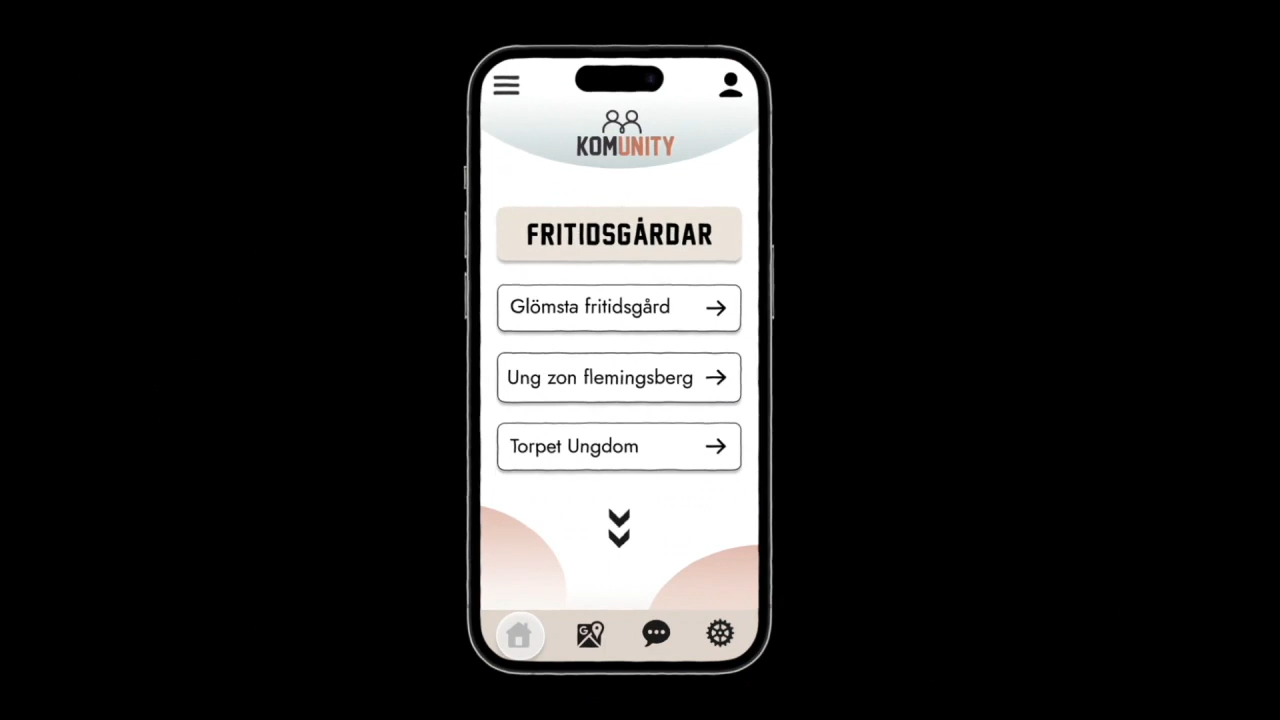 KOMUNITY
FRITIDSGÅRDAR
Glömsta fritidsgård
Ung zon flemingsberg
Torpet Ungdom
G